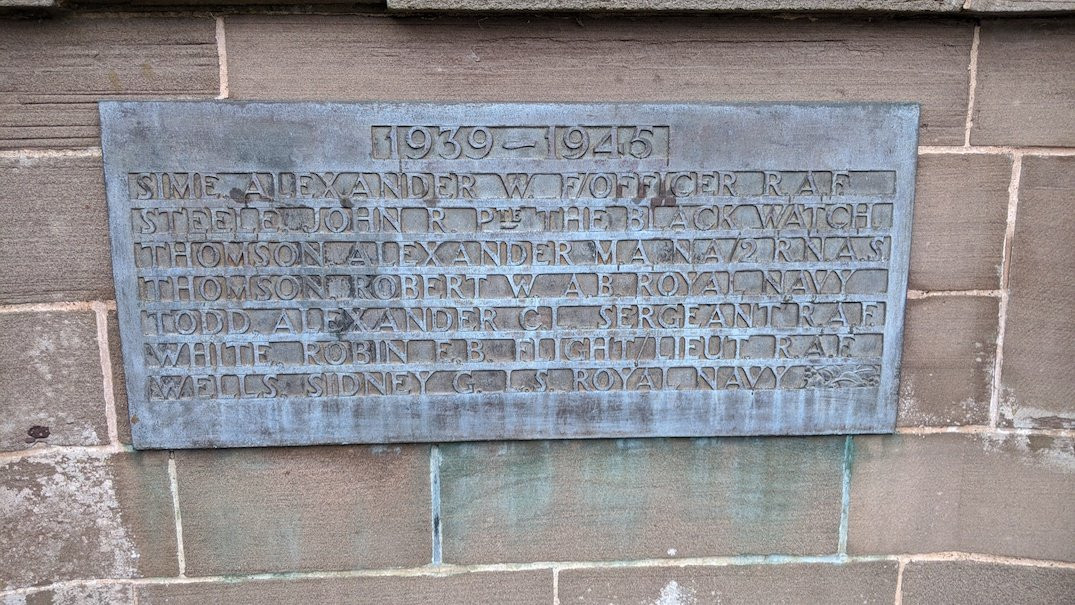 1939–1945
SIME. ALEXANDER W. F/OFFICER R.A.F.
STEELE. JOHN R. PTE THE BLACK WATCH.
THOMSON. ALEXANDER M.A. N.A/2 R.N.A.S.
THOMSON. ROBERT W. A.B. ROYAL NAVY
TODD. ALEXANDER C. SERGEANT R.A.F.
WHITE. ROBIN E.B. FLIGHT/LIEUT. R.A.F.
WELLS. SIDNEY G. L.S. ROYAL NAVY